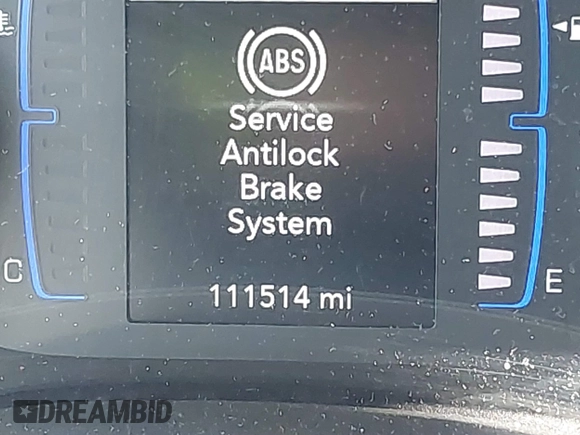 ABS
Service
Antilock
Brake
System
C
E
111514 mi
DREAMBID